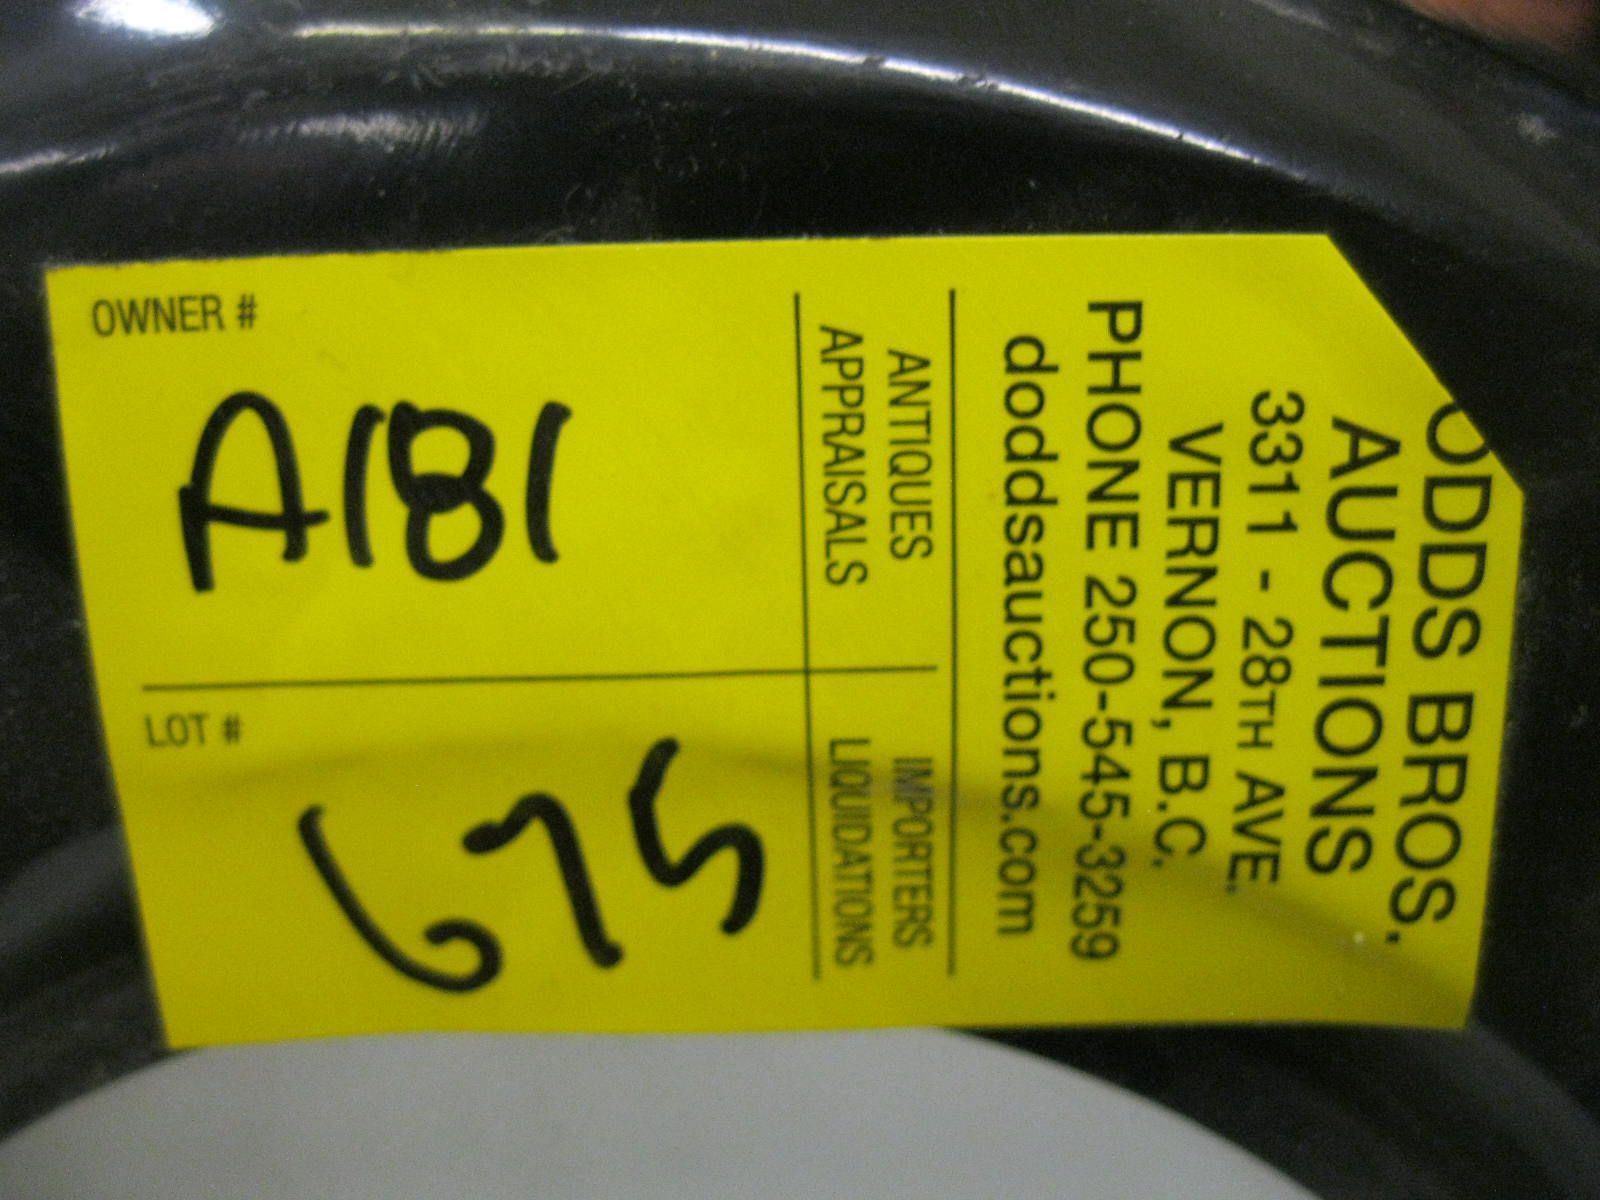 ODDS BROS.
AUCTIONS
3311 - 28TH AVE.
VERNON, B.C.
PHONE 250-545-3259
doddsauctions.com
ANTIQUES
APPRAISALS
IMPORTERS
LIQUIDATIONS
OWNER #
A181
LOT #
675